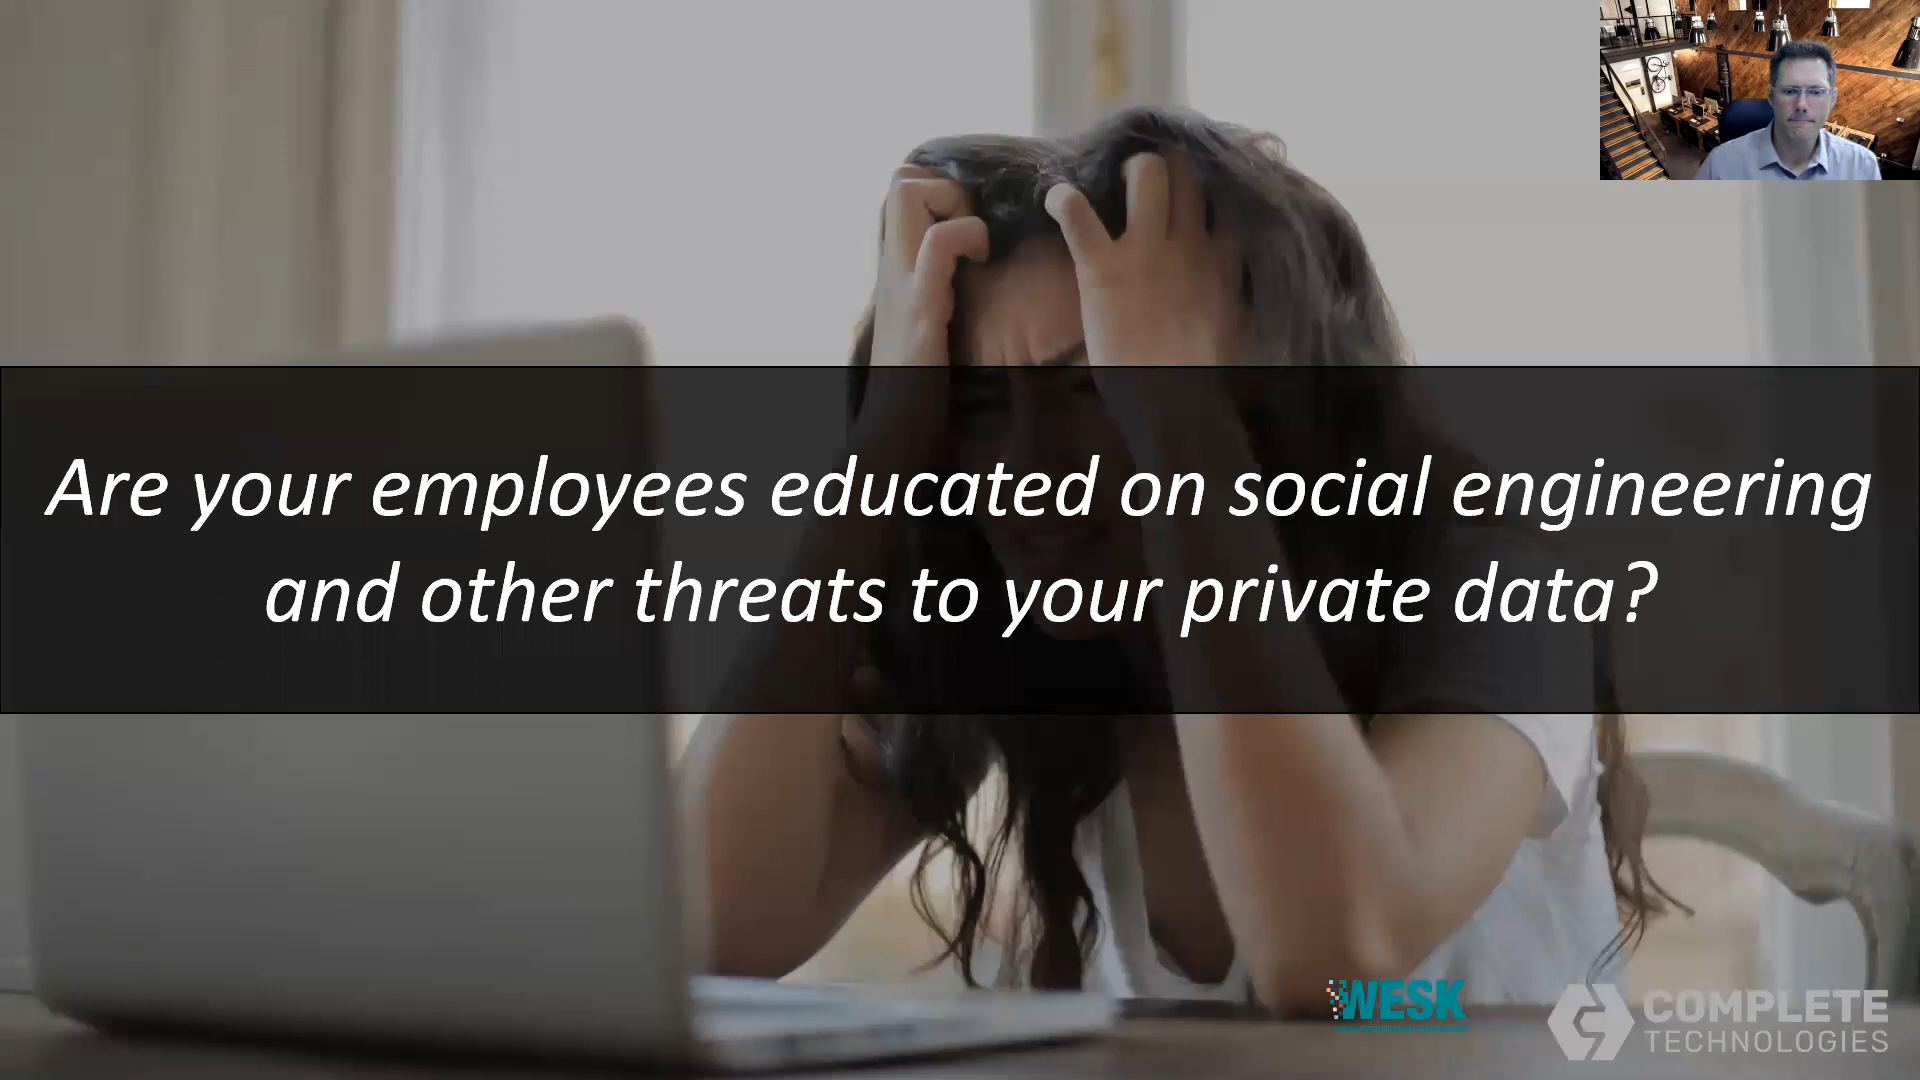 Are your employees educated on social engineering
and other threats to your private data?
WESK
COMPLETE
TECHNOLOGIES